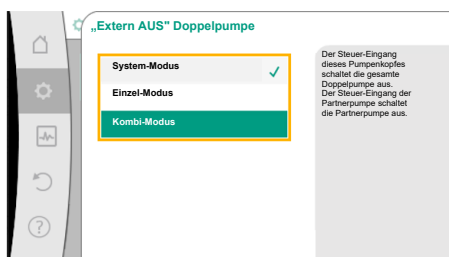 „Extern AUS" Doppelpumpe
System-Modus
Einzel-Modus
Kombi-Modus
Der Steuer-Eingang
dieses Pumpenkopfes
schaltet die gesamte
Doppelpumpe aus.
Der Steuer-Eingang der
Partnerpumpe schaltet
die Partnerpumpe aus.
?